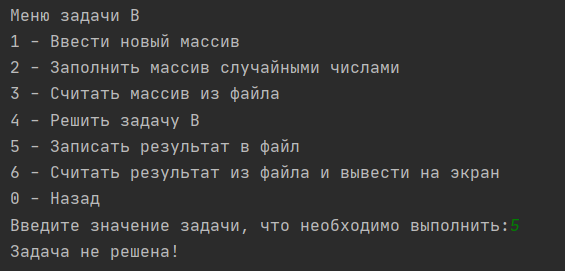 Меню задачи В
1 - Ввести новый массив
2 - Заполнить массив случайными числами
3 - Считать массив из файла
4 - Решить задачу В
5 - Записать результат в файл
6 - Считать результат из файла и вывести на экран
0 - Назад
Введите значение задачи, что необходимо выполнить:5
Задача не решена!